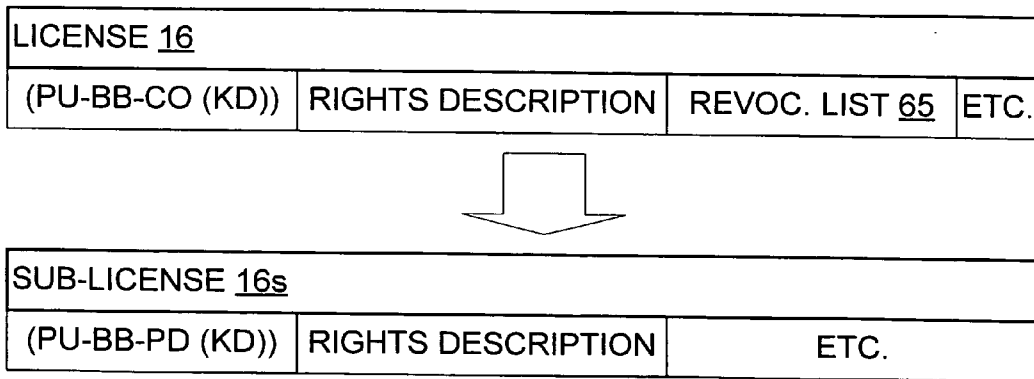 LICENSE 16
(PU-BB-CO (KD)) RIGHTS DESCRIPTION REVOC. LIST 65 ETC.
SUB-LICENSE 16s
(PU-BB-PD (KD)) RIGHTS DESCRIPTION ETC.